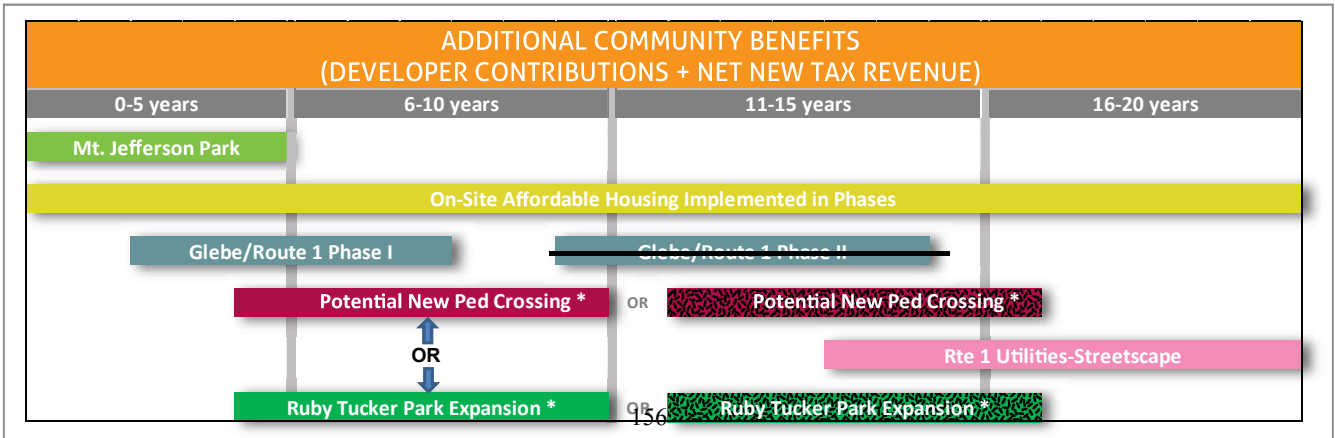 ADDITIONAL COMMUNITY BENEFITS
(DEVELOPER CONTRIBUTIONS + NET NEW TAX REVENUE)
0-5 years 6-10 years 11-15 years 16-20 years
Mt. Jefferson Park
On-Site Affordable Housing Implemented in Phases
Glebe/Route 1 Phase I Glebe/Route 1 Phase II
Potential New Ped Crossing * OR Potential New Ped Crossing *
OR Rte 1 Utilities-Streetscape
Ruby Tucker Park Expansion * OR Ruby Tucker Park Expansion *
156